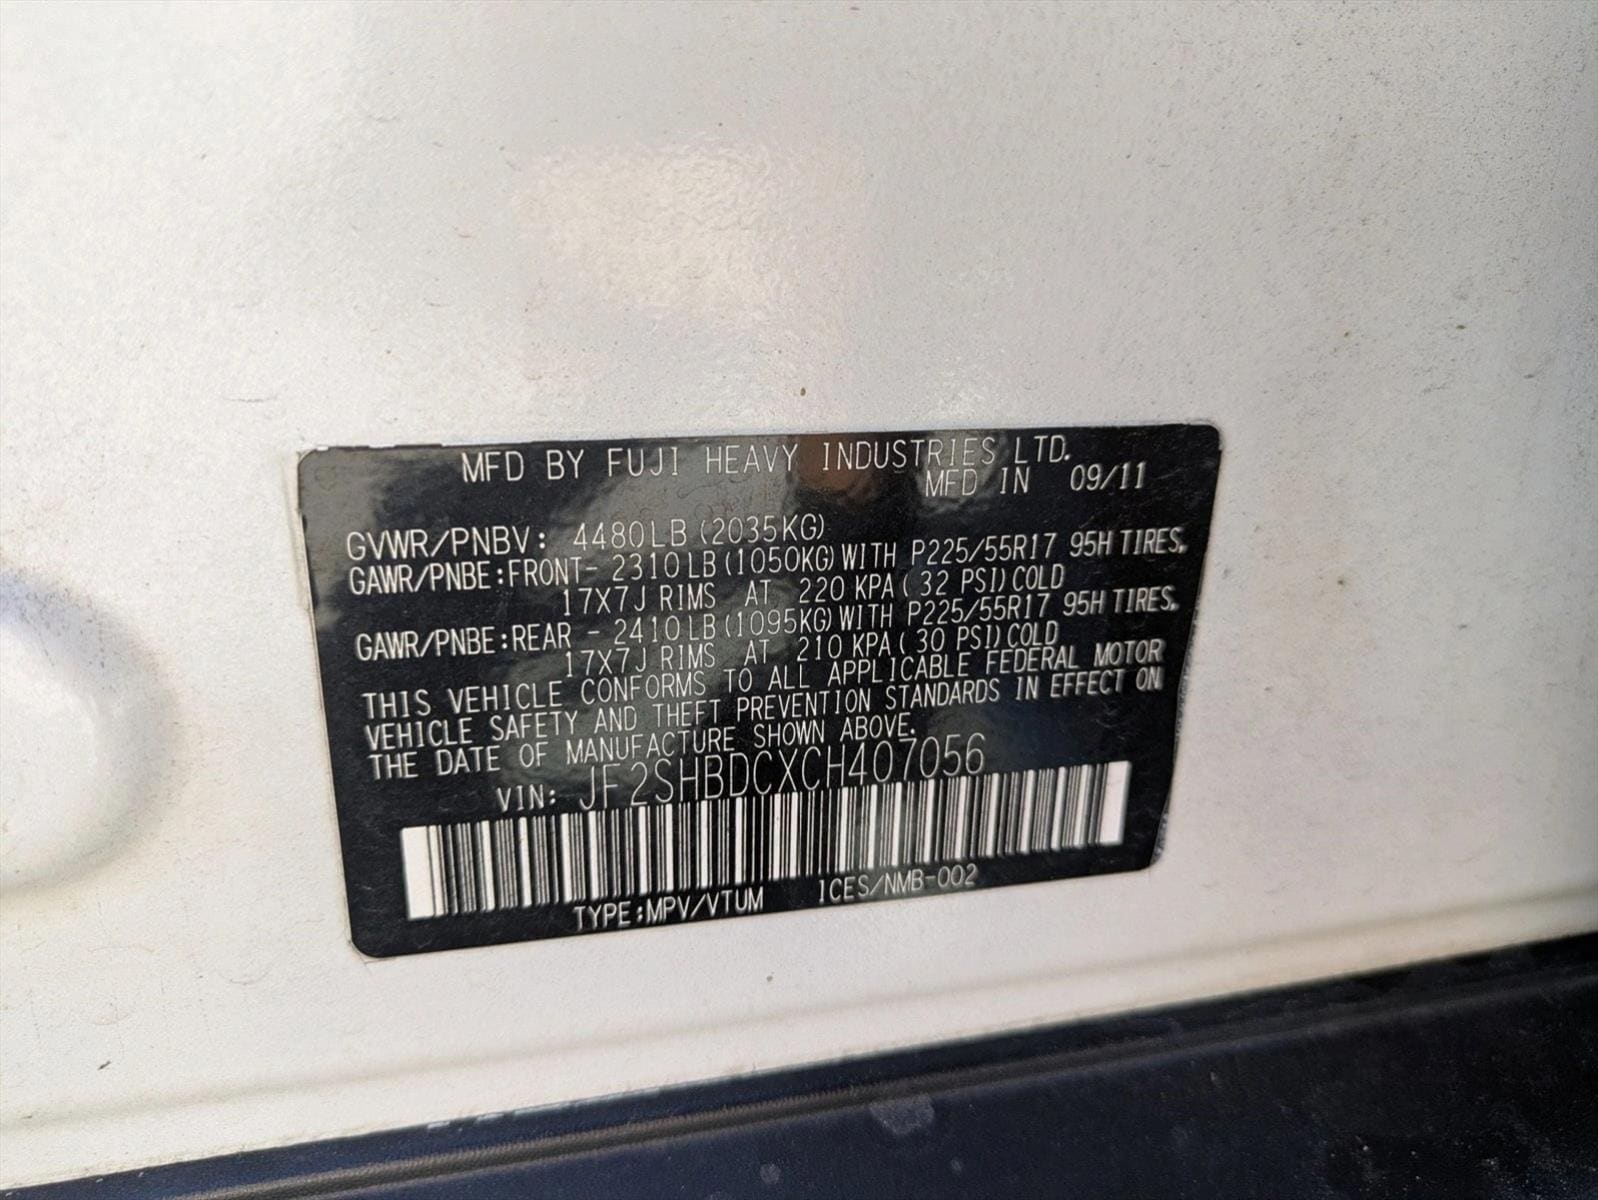 MFD BY FUJI HEAVY INDUSTRIES LTD.
MFD IN 09/11
GVWR/PNBV: 4480LB (2035KG)
GAWR/PNBE:FRONT- 2310LB (1050KG) WITH P225/55R17 95H TIRES,
17X7J RIMS AT 220 KPA ( 32 PSI) COLD
GAWR/PNBE:REAR - 2410LB (1095KG) WITH P225/55R17 95H TIRES,
17X7J RIMS AT 210 KPA ( 30 PSI) COLD
THIS VEHICLE CONFORMS TO ALL APPLICABLE FEDERAL MOTOR
VEHICLE SAFETY AND THEFT PREVENTION STANDARDS IN EFFECT ON
THE DATE OF MANUFACTURE SHOWN ABOVE.
VIN: JF2SHBDCXCH407056
TYPE:MPV/VTUM ICES/NMB-002